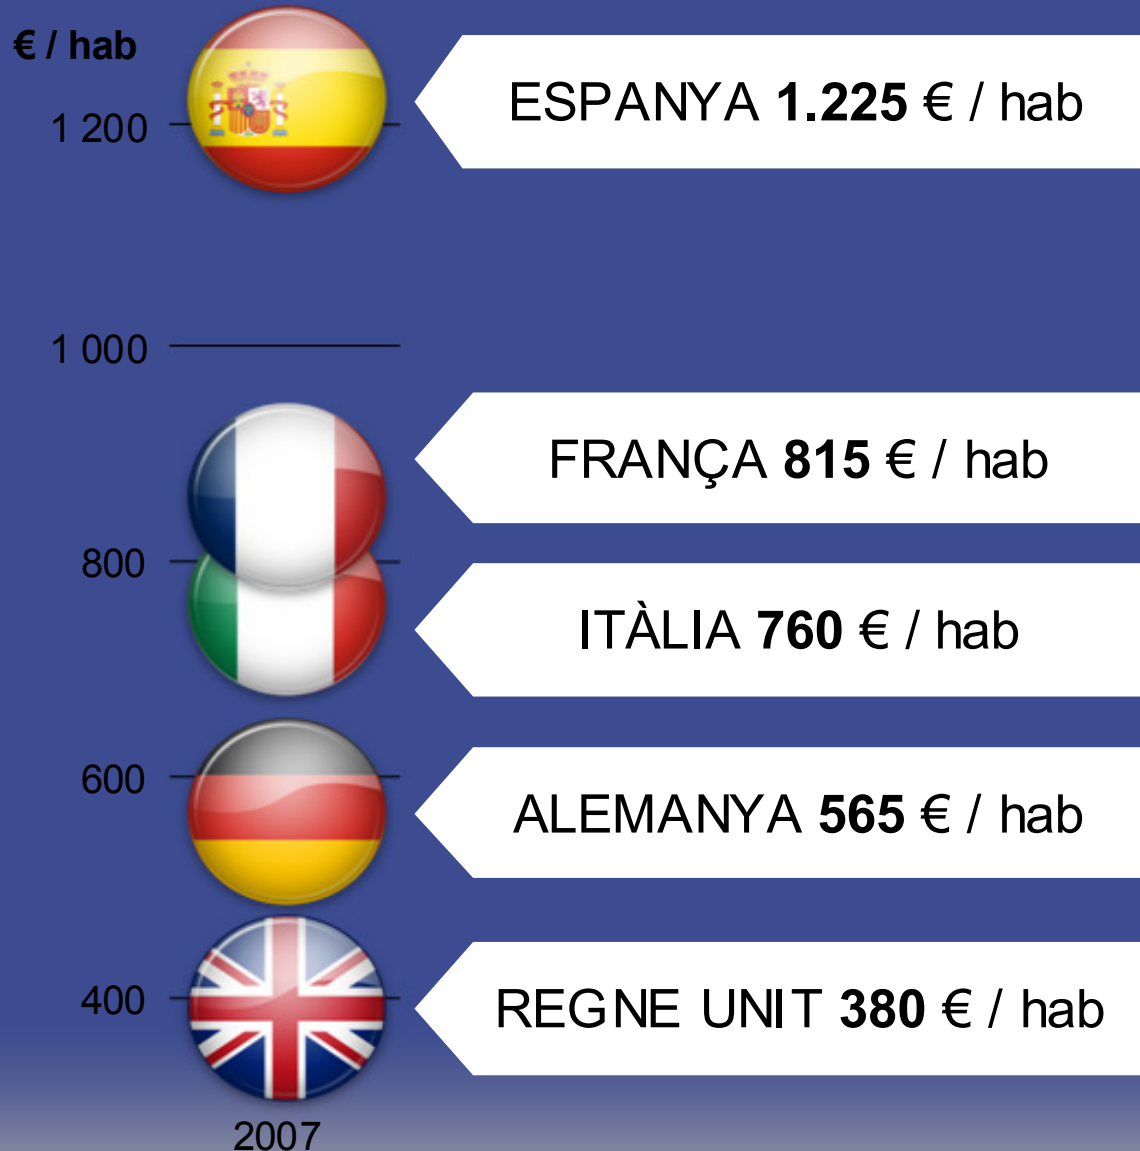 € / hab
ESPANYA 1.225 € / hab
1 200
1 000
FRANÇA 815 € / hab
800
ITÀLIA 760 € / hab
600
ALEMANYA 565 € / hab
400
REGNE UNIT 380 € / hab
2007